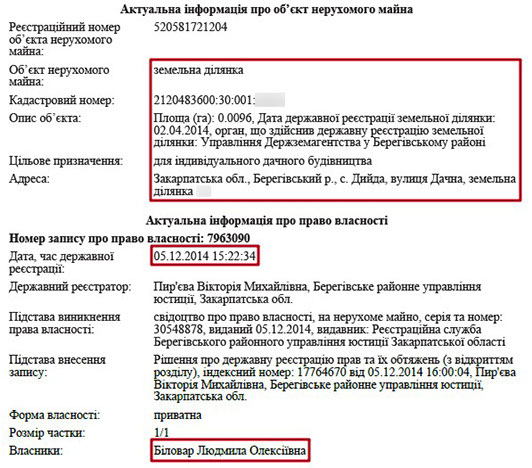 Актуальна інформація про об’єкт нерухомого майна
Реєстраційний номер об’єкта нерухомого майна: 520581721204
Об’єкт нерухомого майна: земельна ділянка
Кадастровий номер: 2120483600:30:001:
Опис об’єкта: Площа (га): 0.0096, Дата державної реєстрації земельної ділянки:
02.04.2014, орган, що здійснив державну реєстрацію земельної
ділянки: Управління Держземагентства у Берегівському районі
Цільове призначення: для індивідуального дачного будівництва
Адреса: Закарпатська обл., Берегівський р., с. Дийда, вулиця Дачна, земельна
ділянка
Актуальна інформація про право власності
Номер запису про право власності: 7963090
Дата, час державної реєстрації: 05.12.2014 15:22:34
Державний реєстратор: Пир'єва Вікторія Михайлівна, Берегівське районне управління
юстиції, Закарпатська обл.
Підстава виникнення права власності: свідоцтво про право власності, на нерухоме майно, серія та номер:
30548878, виданий 05.12.2014, видавник: Реєстраційна служба
Берегівського районного управління юстиції Закарпатської області
Підстава внесення запису: Рішення про державну реєстрацію прав та їх обтяжень (з відкриттям
розділу), індексний номер: 17764670 від 05.12.2014 16:00:04, Пир'єва
Вікторія Михайлівна, Берегівське районне управління юстиції,
Закарпатська обл.
Форма власності: приватна
Розмір частки: 1/1
Власники: Біловар Людмила Олексіївна